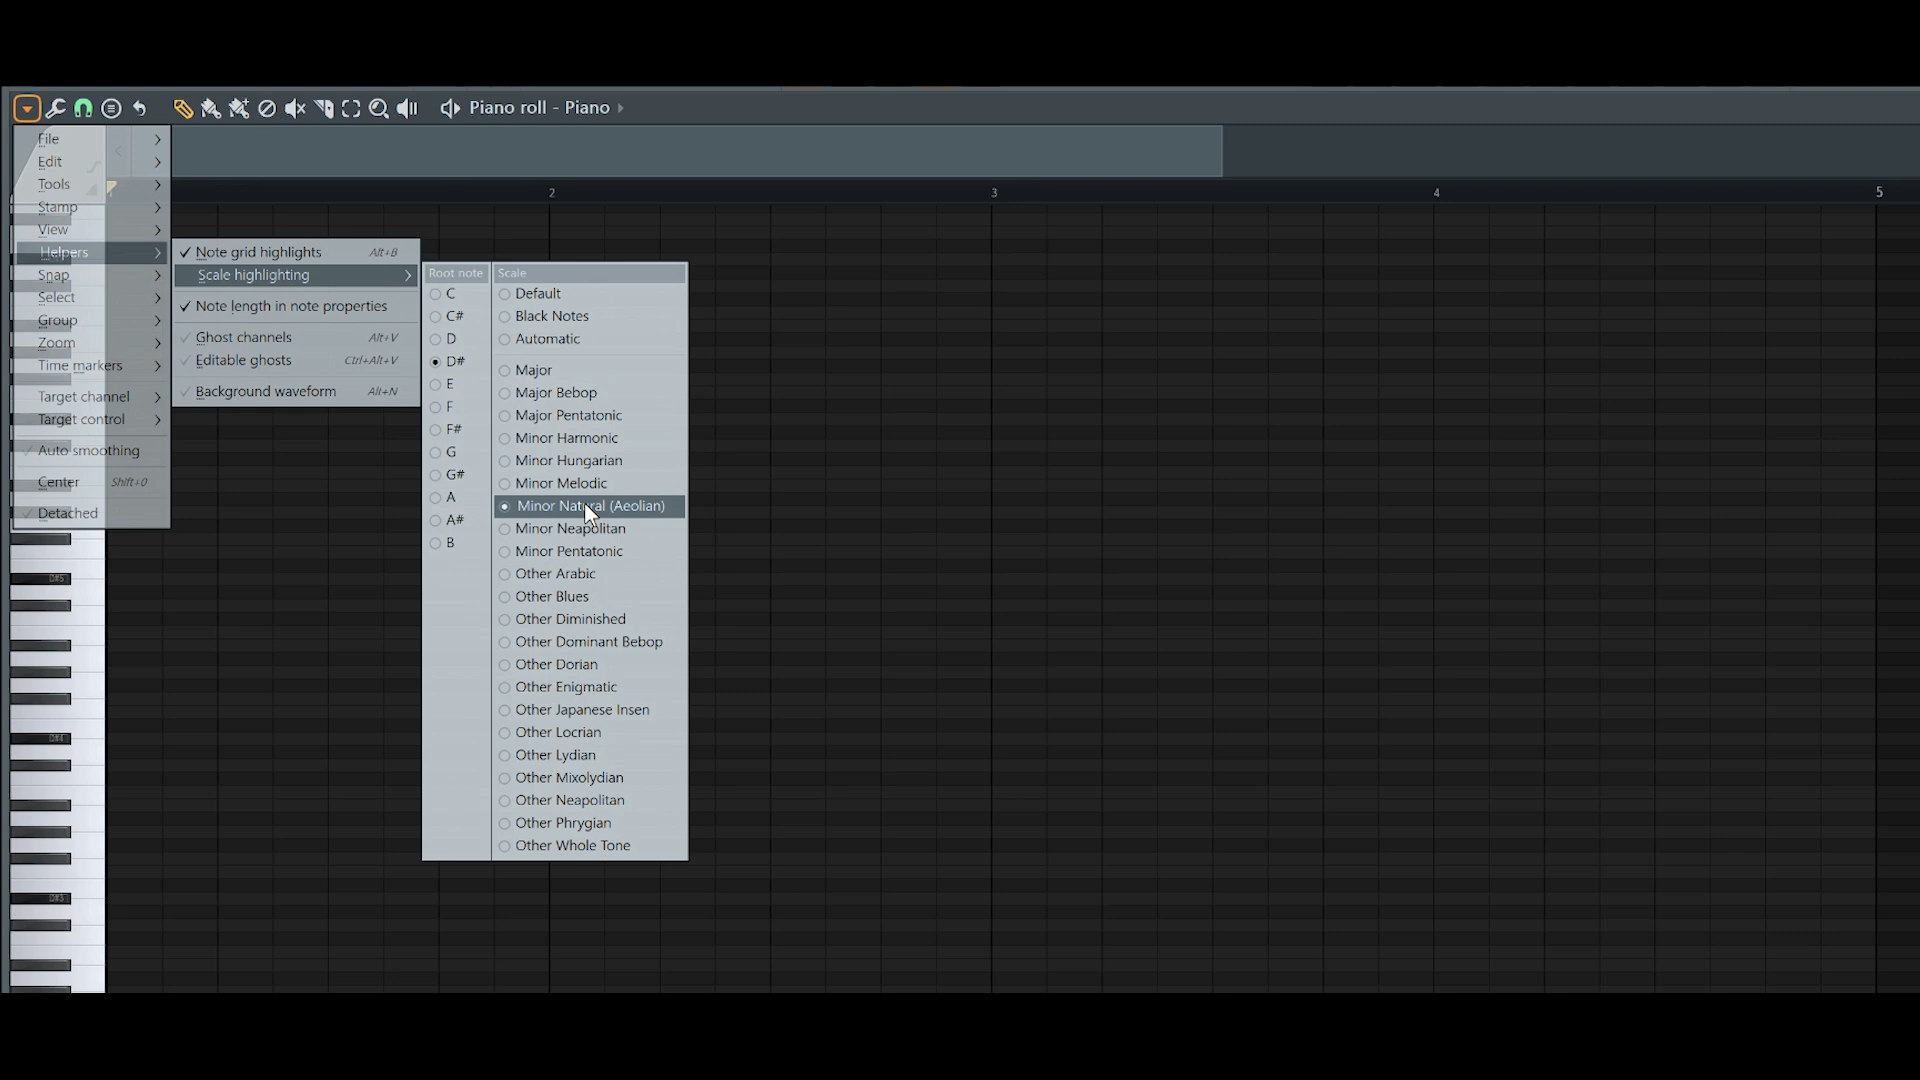 Piano roll - Piano
File
Edit
Tools
Stamp
View
Helpers
Snap
Select
Group
Zoom
Time markers
Target channel
Target control
Auto smoothing
Center Shift+0
Detached
2 3 4 5
Note grid highlights Alt+B
Scale highlighting
Note length in note properties
Ghost channels Alt+V
Editable ghosts Ctrl+Alt+V
Background waveform Alt+N
Root note
C
C#
D
D#
E
F
F#
G
G#
A
A#
B
Scale
Default
Black Notes
Automatic
Major
Major Bebop
Major Pentatonic
Minor Harmonic
Minor Hungarian
Minor Melodic
Minor Natural (Aeolian)
Minor Neapolitan
Minor Pentatonic
Other Arabic
Other Blues
Other Diminished
Other Dominant Bebop
Other Dorian
Other Enigmatic
Other Japanese Insen
Other Locrian
Other Lydian
Other Mixolydian
Other Neapolitan
Other Phrygian
Other Whole Tone
D#5
D#4
D#3